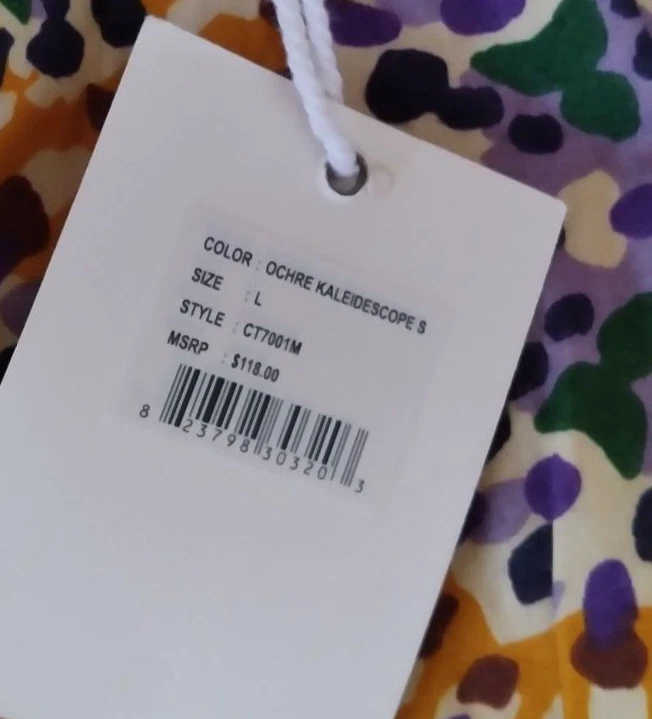 COLOR : OCHRE KALEIDESCOPE S
SIZE : L
STYLE : CT7001M
MSRP : $118.00
8 23798 30320 3